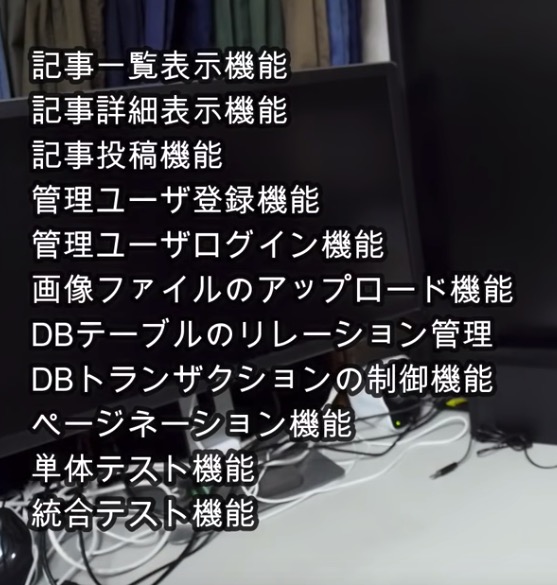 記事一覧表示機能
記事詳細表示機能
記事投稿機能
管理ユーザ登録機能
管理ユーザログイン機能
画像ファイルのアップロード機能
DBテーブルのリレーション管理
DBトランザクションの制御機能
ページネーション機能
単体テスト機能
統合テスト機能